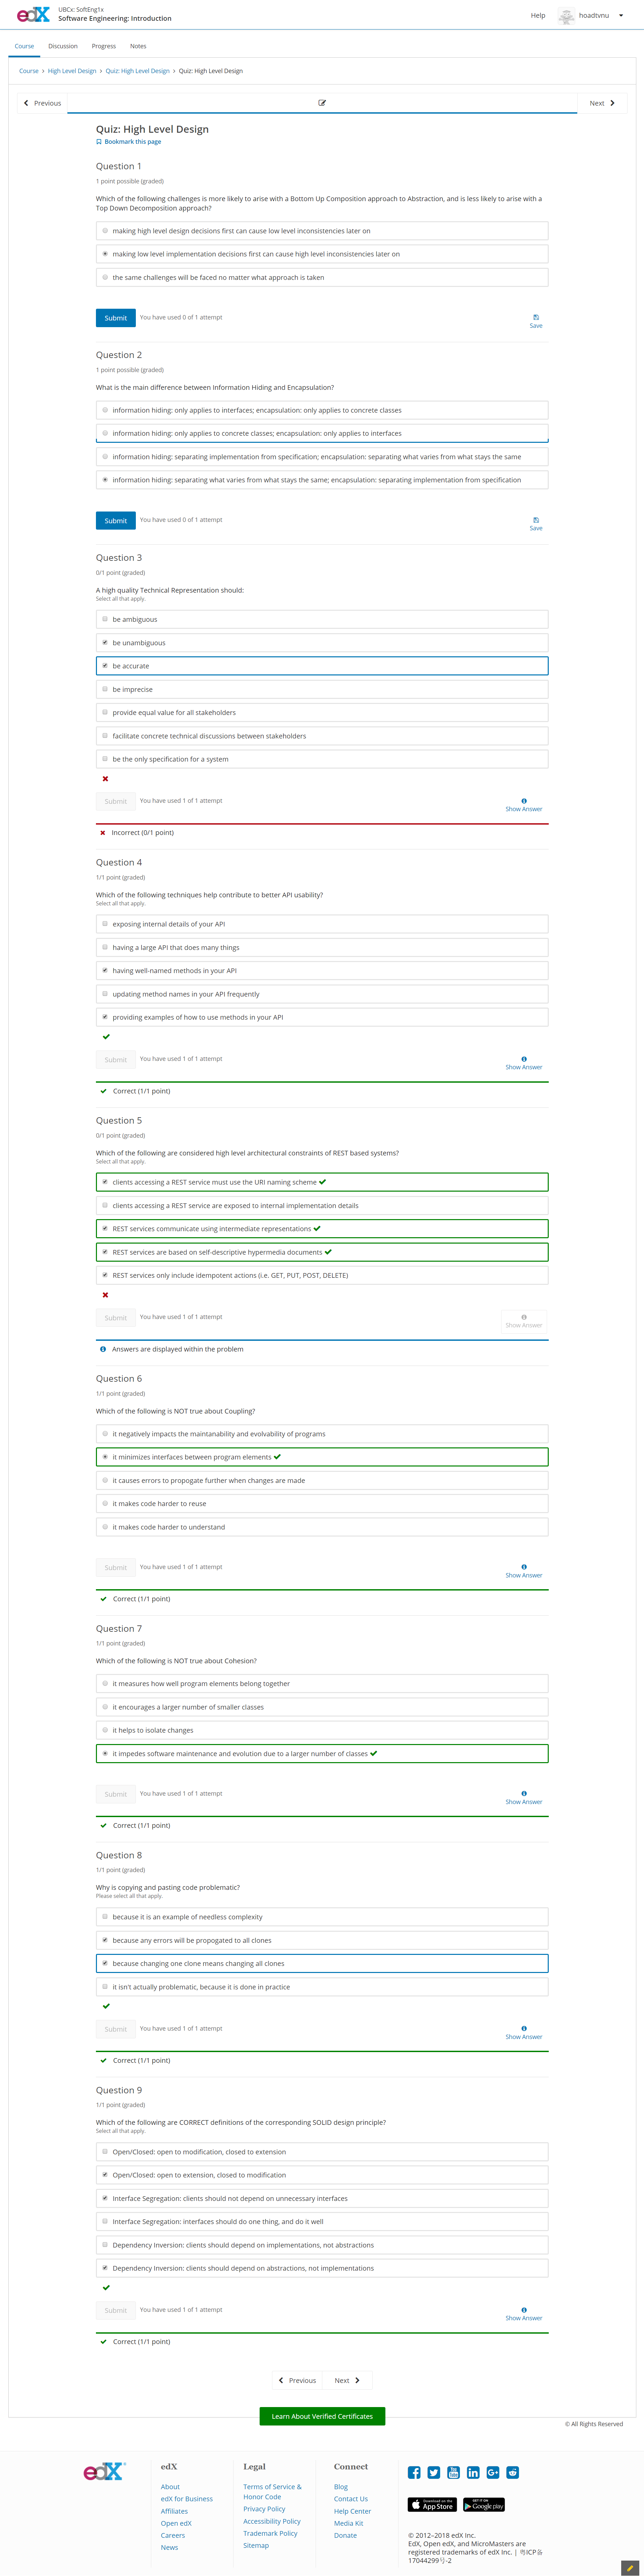 edX
UBCx: SoftEng1x
Software Engineering: Introduction
Help
hoadtvnu
Course Discussion Progress Notes
Course > High Level Design > Quiz: High Level Design > Quiz: High Level Design
Previous
Next
Quiz: High Level Design
Bookmark this page
Question 1
1 point possible (graded)
Which of the following challenges is more likely to arise with a Bottom Up Composition approach to Abstraction, and is less likely to arise with a
Top Down Decomposition approach?
making high level design decisions first can cause low level inconsistencies later on
making low level implementation decisions first can cause high level inconsistencies later on
the same challenges will be faced no matter what approach is taken
Submit
You have used 0 of 1 attempt
Save
Question 2
1 point possible (graded)
What is the main difference between Information Hiding and Encapsulation?
information hiding: only applies to interfaces; encapsulation: only applies to concrete classes
information hiding: only applies to concrete classes; encapsulation: only applies to interfaces
information hiding: separating implementation from specification; encapsulation: separating what varies from what stays the same
information hiding: separating what varies from what stays the same; encapsulation: separating implementation from specification
Submit
You have used 0 of 1 attempt
Save
Question 3
0/1 point (graded)
A high quality Technical Representation should:
Select all that apply.
be ambiguous
be unambiguous
be accurate
be imprecise
provide equal value for all stakeholders
facilitate concrete technical discussions between stakeholders
be the only specification for a system
Submit
You have used 1 of 1 attempt
Show Answer
Incorrect (0/1 point)
Question 4
1/1 point (graded)
Which of the following techniques help contribute to better API usability?
Select all that apply.
exposing internal details of your API
having a large API that does many things
having well-named methods in your API
updating method names in your API frequently
providing examples of how to use methods in your API
Submit
You have used 1 of 1 attempt
Show Answer
Correct (1/1 point)
Question 5
0/1 point (graded)
Which of the following are considered high level architectural constraints of REST based systems?
Select all that apply.
clients accessing a REST service must use the URI naming scheme
clients accessing a REST service are exposed to internal implementation details
REST services communicate using intermediate representations
REST services are based on self-descriptive hypermedia documents
REST services only include idempotent actions (i.e. GET, PUT, POST, DELETE)
Submit
You have used 1 of 1 attempt
Show Answer
Answers are displayed within the problem
Question 6
1/1 point (graded)
Which of the following is NOT true about Coupling?
it negatively impacts the maintanability and evolvability of programs
it minimizes interfaces between program elements
it causes errors to propogate further when changes are made
it makes code harder to reuse
it makes code harder to understand
Submit
You have used 1 of 1 attempt
Show Answer
Correct (1/1 point)
Question 7
1/1 point (graded)
Which of the following is NOT true about Cohesion?
it measures how well program elements belong together
it encourages a larger number of smaller classes
it helps to isolate changes
it impedes software maintenance and evolution due to a larger number of classes
Submit
You have used 1 of 1 attempt
Show Answer
Correct (1/1 point)
Question 8
1/1 point (graded)
Why is copying and pasting code problematic?
Please select all that apply.
because it is an example of needless complexity
because any errors will be propogated to all clones
because changing one clone means changing all clones
it isn't actually problematic, because it is done in practice
Submit
You have used 1 of 1 attempt
Show Answer
Correct (1/1 point)
Question 9
1/1 point (graded)
Which of the following are CORRECT definitions of the corresponding SOLID design principle?
Select all that apply.
Open/Closed: open to modification, closed to extension
Open/Closed: open to extension, closed to modification
Interface Segregation: clients should not depend on unnecessary interfaces
Interface Segregation: interfaces should do one thing, and do it well
Dependency Inversion: clients should depend on implementations, not abstractions
Dependency Inversion: clients should depend on abstractions, not implementations
Submit
You have used 1 of 1 attempt
Show Answer
Correct (1/1 point)
Previous
Next
Learn About Verified Certificates
© All Rights Reserved
edX
edX
About
edX for Business
Affiliates
Open edX
Careers
News
Legal
Terms of Service &
Honor Code
Privacy Policy
Accessibility Policy
Trademark Policy
Sitemap
Connect
Blog
Contact Us
Help Center
Media Kit
Donate
Download on the
App Store
GET IT ON
Google play
© 2012–2018 edX Inc.
EdX, Open edX, and MicroMasters are
registered trademarks of edX Inc. | 粤ICP备
17044299号-2